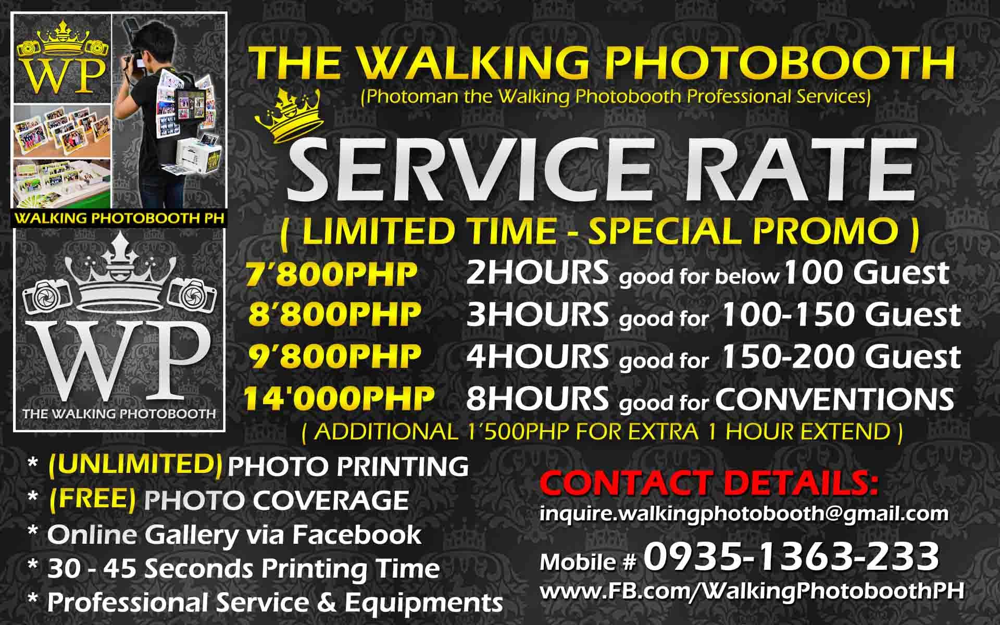 WP
WALKING PHOTOBOOTH PH
WP
THE WALKING PHOTOBOOTH
THE WALKING PHOTOBOOTH
(Photoman the Walking Photobooth Professional Services)
SERVICE RATE
( LIMITED TIME - SPECIAL PROMO )
7’800PHP 2HOURS good for below 100 Guest
8’800PHP 3HOURS good for 100-150 Guest
9’800PHP 4HOURS good for 150-200 Guest
14'000PHP 8HOURS good for CONVENTIONS
( ADDITIONAL 1’500PHP FOR EXTRA 1 HOUR EXTEND )
* (UNLIMITED) PHOTO PRINTING
* (FREE) PHOTO COVERAGE
* Online Gallery via Facebook
* 30 - 45 Seconds Printing Time
* Professional Service & Equipments
CONTACT DETAILS:
inquire.walkingphotobooth@gmail.com
Mobile # 0935-1363-233
www.FB.com/WalkingPhotoboothPH